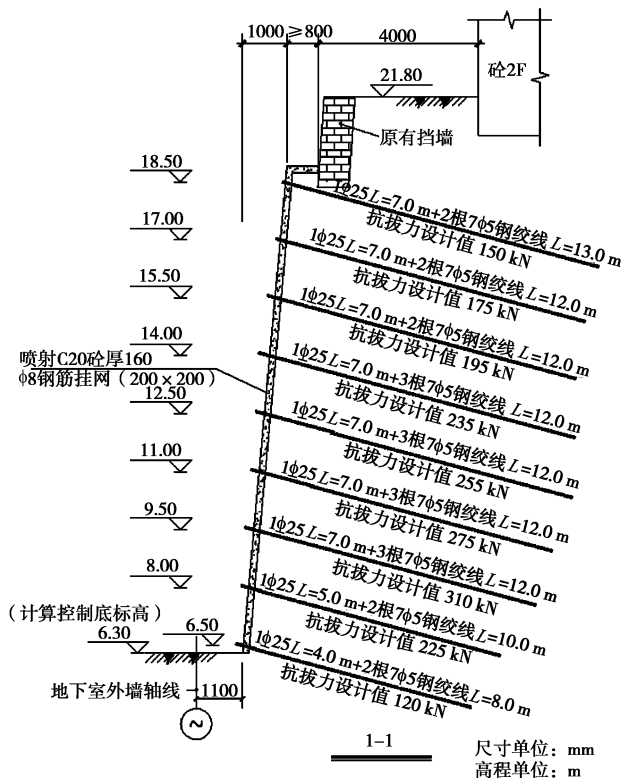 1000 ≥800 4000
砼2F
21.80
原有挡墙
18.50
1ϕ25 L=7.0 m+2根7ϕ5钢绞线 L=13.0 m
抗拔力设计值 150 kN
17.00
1ϕ25 L=7.0 m+2根7ϕ5钢绞线 L=12.0 m
抗拔力设计值 175 kN
15.50
1ϕ25 L=7.0 m+2根7ϕ5钢绞线 L=12.0 m
抗拔力设计值 195 kN
14.00
1ϕ25 L=7.0 m+3根7ϕ5钢绞线 L=12.0 m
抗拔力设计值 235 kN
喷射C20砼厚160
ϕ8钢筋挂网（200×200）
12.50
1ϕ25 L=7.0 m+3根7ϕ5钢绞线 L=12.0 m
抗拔力设计值 255 kN
11.00
1ϕ25 L=7.0 m+3根7ϕ5钢绞线 L=12.0 m
抗拔力设计值 275 kN
9.50
1ϕ25 L=7.0 m+3根7ϕ5钢绞线 L=12.0 m
抗拔力设计值 310 kN
8.00
1ϕ25 L=5.0 m+2根7ϕ5钢绞线 L=10.0 m
抗拔力设计值 225 kN
（计算控制底标高）
6.30 6.50
1ϕ25 L=4.0 m+2根7ϕ5钢绞线 L=8.0 m
抗拔力设计值 120 kN
地下室外墙轴线 1100
~
1-1
尺寸单位：mm
高程单位：m